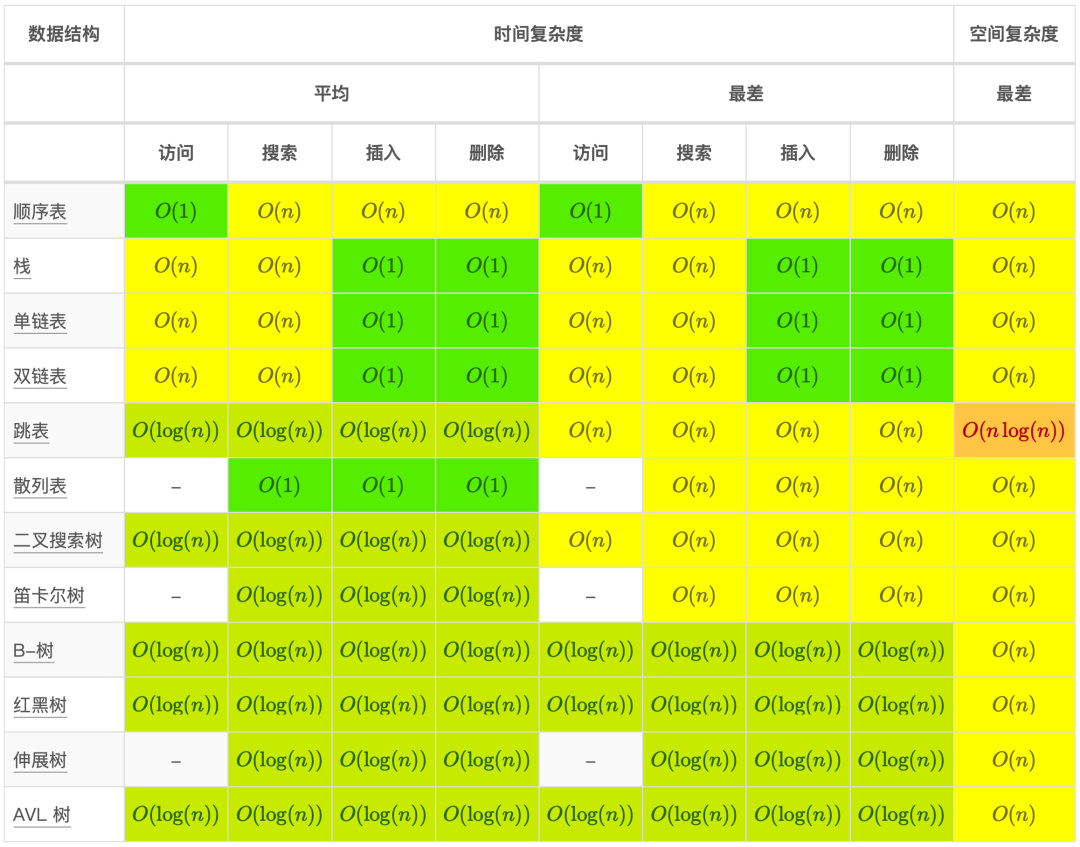 数据结构 时间复杂度 空间复杂度
平均 最差 最差
访问 搜索 插入 删除 访问 搜索 插入 删除
顺序表 O(1) O(n) O(n) O(n) O(1) O(n) O(n) O(n) O(n)
栈 O(n) O(n) O(1) O(1) O(n) O(n) O(1) O(1) O(n)
单链表 O(n) O(n) O(1) O(1) O(n) O(n) O(1) O(1) O(n)
双链表 O(n) O(n) O(1) O(1) O(n) O(n) O(1) O(1) O(n)
跳表 O(log(n)) O(log(n)) O(log(n)) O(log(n)) O(n) O(n) O(n) O(n) O(n log(n))
散列表 – O(1) O(1) O(1) – O(n) O(n) O(n) O(n)
二叉搜索树 O(log(n)) O(log(n)) O(log(n)) O(log(n)) O(n) O(n) O(n) O(n) O(n)
笛卡尔树 – O(log(n)) O(log(n)) O(log(n)) – O(n) O(n) O(n) O(n)
B–树 O(log(n)) O(log(n)) O(log(n)) O(log(n)) O(log(n)) O(log(n)) O(log(n)) O(log(n)) O(n)
红黑树 O(log(n)) O(log(n)) O(log(n)) O(log(n)) O(log(n)) O(log(n)) O(log(n)) O(log(n)) O(n)
伸展树 – O(log(n)) O(log(n)) O(log(n)) – O(log(n)) O(log(n)) O(log(n)) O(n)
AVL 树 O(log(n)) O(log(n)) O(log(n)) O(log(n)) O(log(n)) O(log(n)) O(log(n)) O(log(n)) O(n)